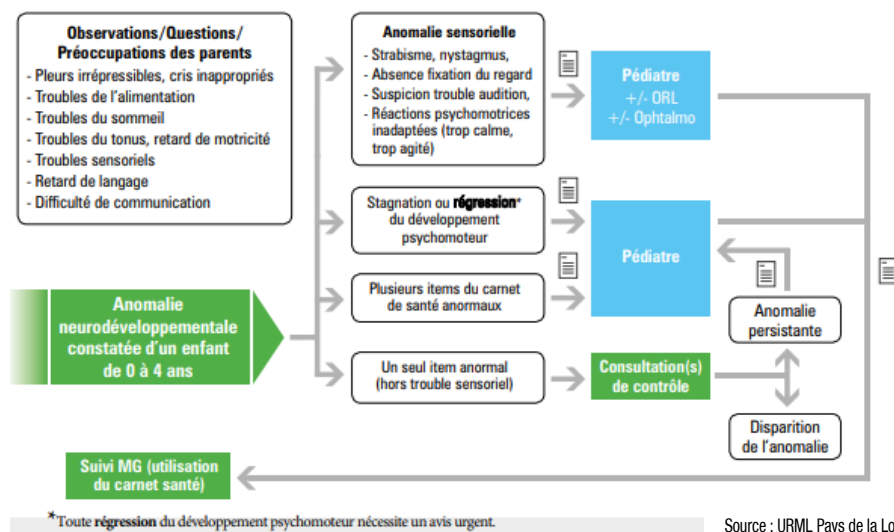 Observations/Questions/
Préoccupations des parents
- Pleurs irrépressibles, cris inappropriés
- Troubles de l'alimentation
- Troubles du sommeil
- Troubles du tonus, retard de motricité
- Troubles sensoriels
- Retard de langage
- Difficulté de communication
Anomalie sensorielle
- Strabisme, nystagmus,
- Absence fixation du regard
- Suspicion trouble audition,
- Réactions psychomotrices
inadaptées (trop calme,
trop agité)
Pédiatre
+/- ORL
+/- Ophtalmo
Stagnation ou régression*
du développement
psychomoteur
Pédiatre
Plusieurs items du carnet
de santé anormaux
Anomalie
neurodéveloppementale
constatée d'un enfant
de 0 à 4 ans
Anomalie
persistante
Un seul item anormal
(hors trouble sensoriel)
Consultation(s)
de contrôle
Disparition
de l'anomalie
Suivi MG (utilisation
du carnet santé)
*Toute régression du développement psychomoteur nécessite un avis urgent.
Source : URML Pays de la